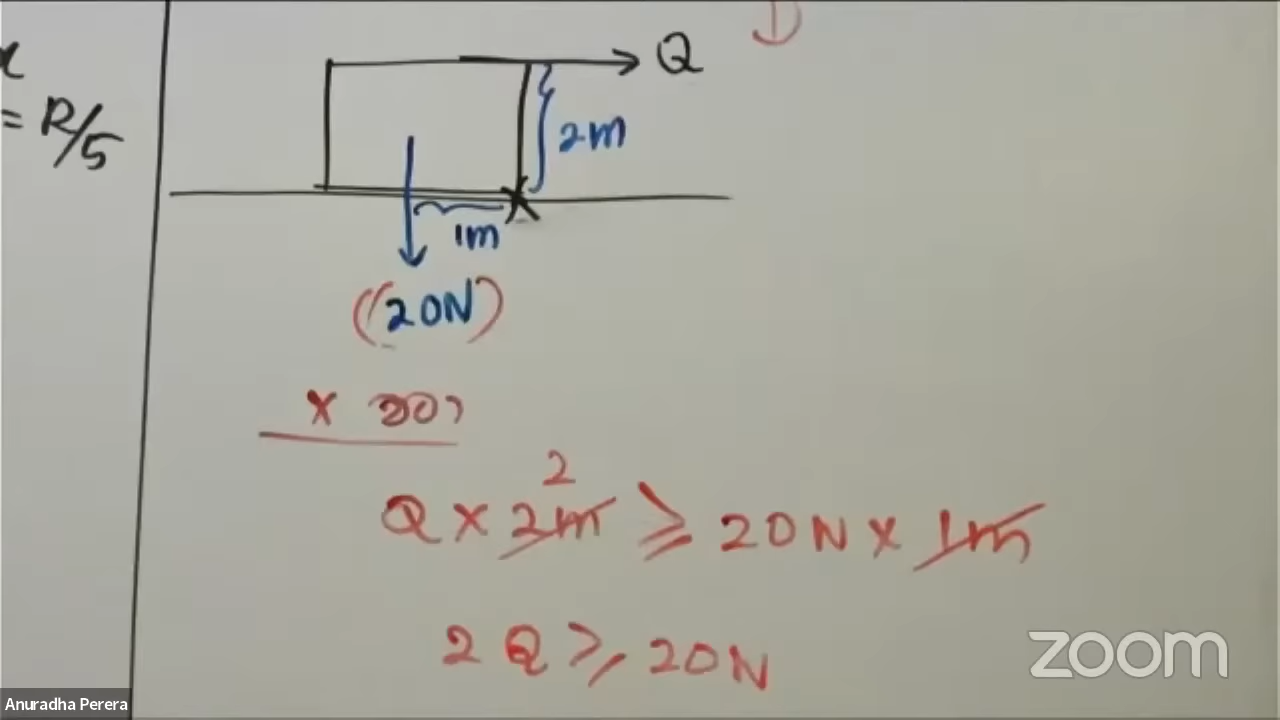 = R/5
Q
2m
1m
(20N)
Q × 2m 2 ≥ 20N × 1m
2Q ≥ 20N
zoom
Anuradha Perera